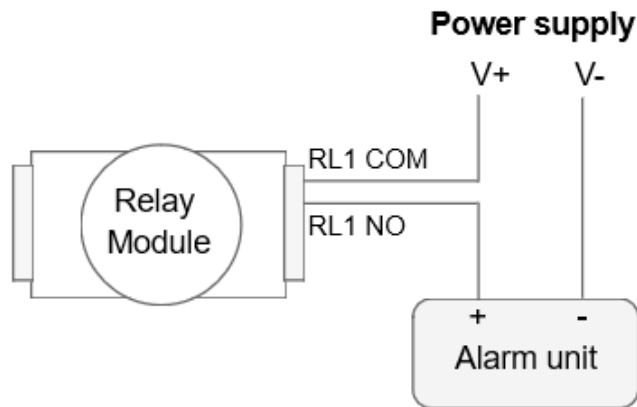 Power supply
V+ V-
RL1 COM
Relay
Module
RL1 NO
+ -
Alarm unit